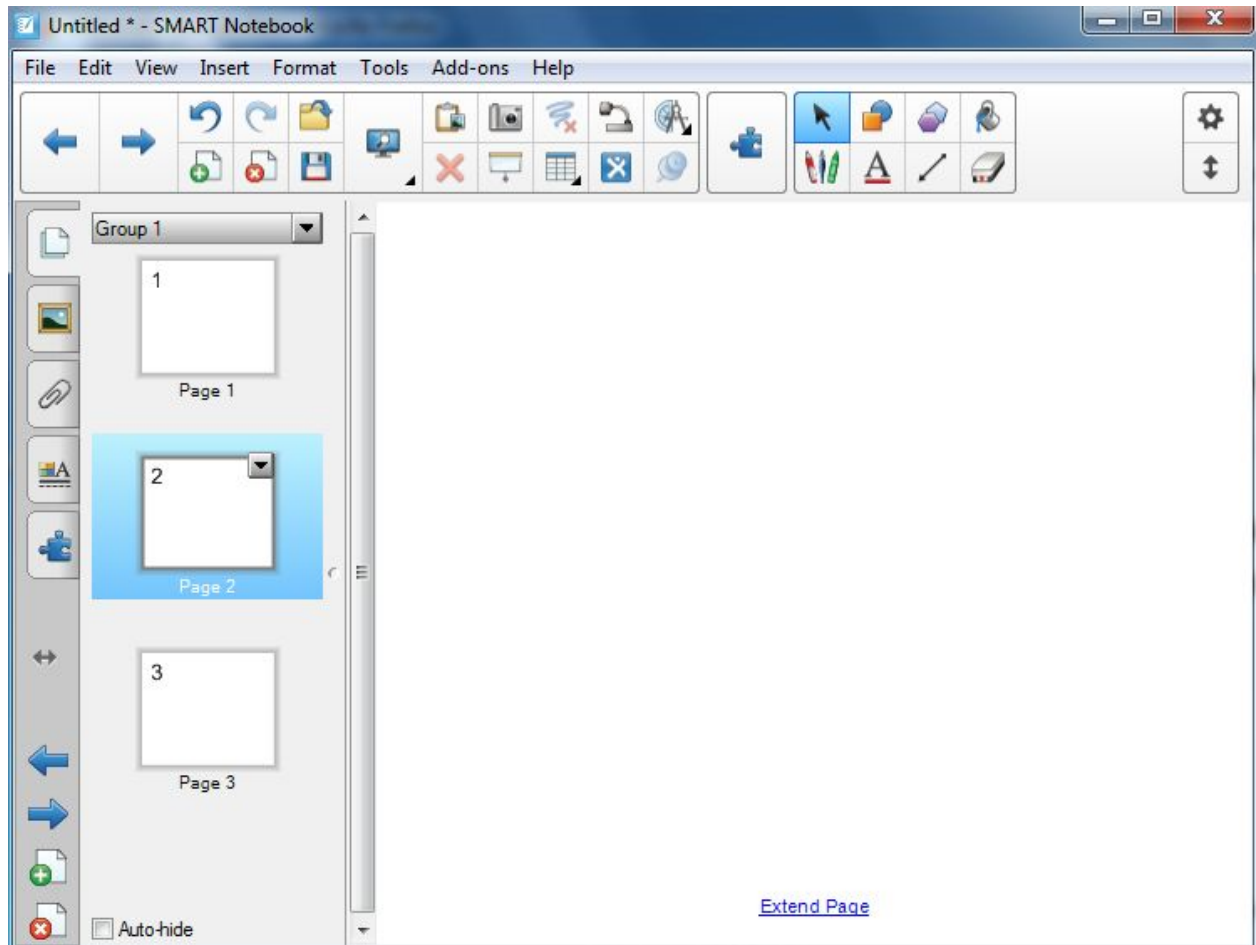 Untitled * - SMART Notebook
File Edit View Insert Format Tools Add-ons Help
Group 1
1
Page 1
2
Page 2
3
Page 3
Auto-hide
Extend Page